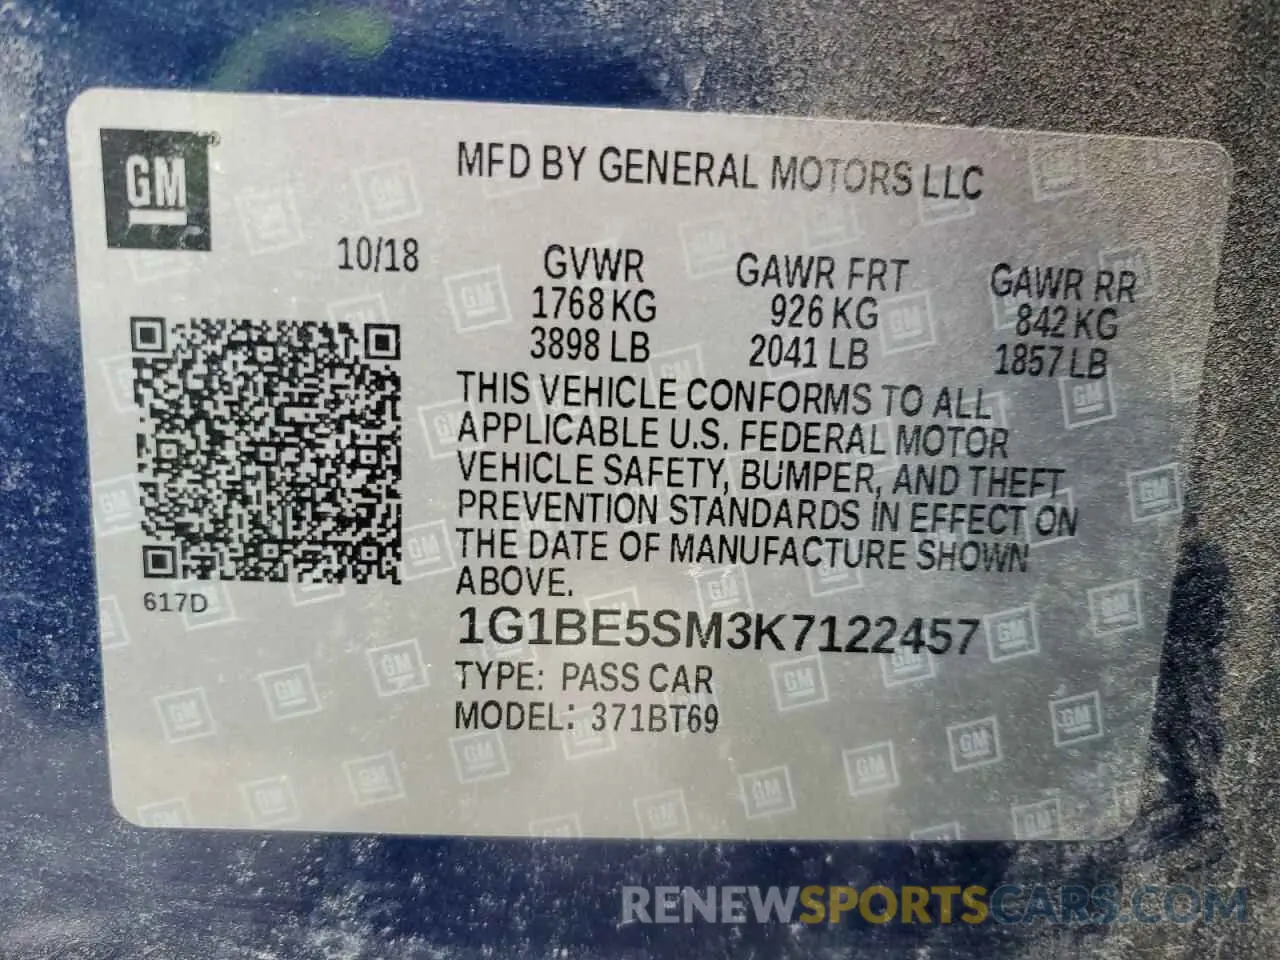 GM
MFD BY GENERAL MOTORS LLC
10/18
GVWR GAWR FRT GAWR RR
1768 KG 926 KG 842 KG
3898 LB 2041 LB 1857 LB
THIS VEHICLE CONFORMS TO ALL
APPLICABLE U.S. FEDERAL MOTOR
VEHICLE SAFETY, BUMPER, AND THEFT
PREVENTION STANDARDS IN EFFECT ON
THE DATE OF MANUFACTURE SHOWN
ABOVE.
617D
1G1BE5SM3K7122457
TYPE: PASS CAR
MODEL: 371BT69
RENEWSPORTSCARS.COM